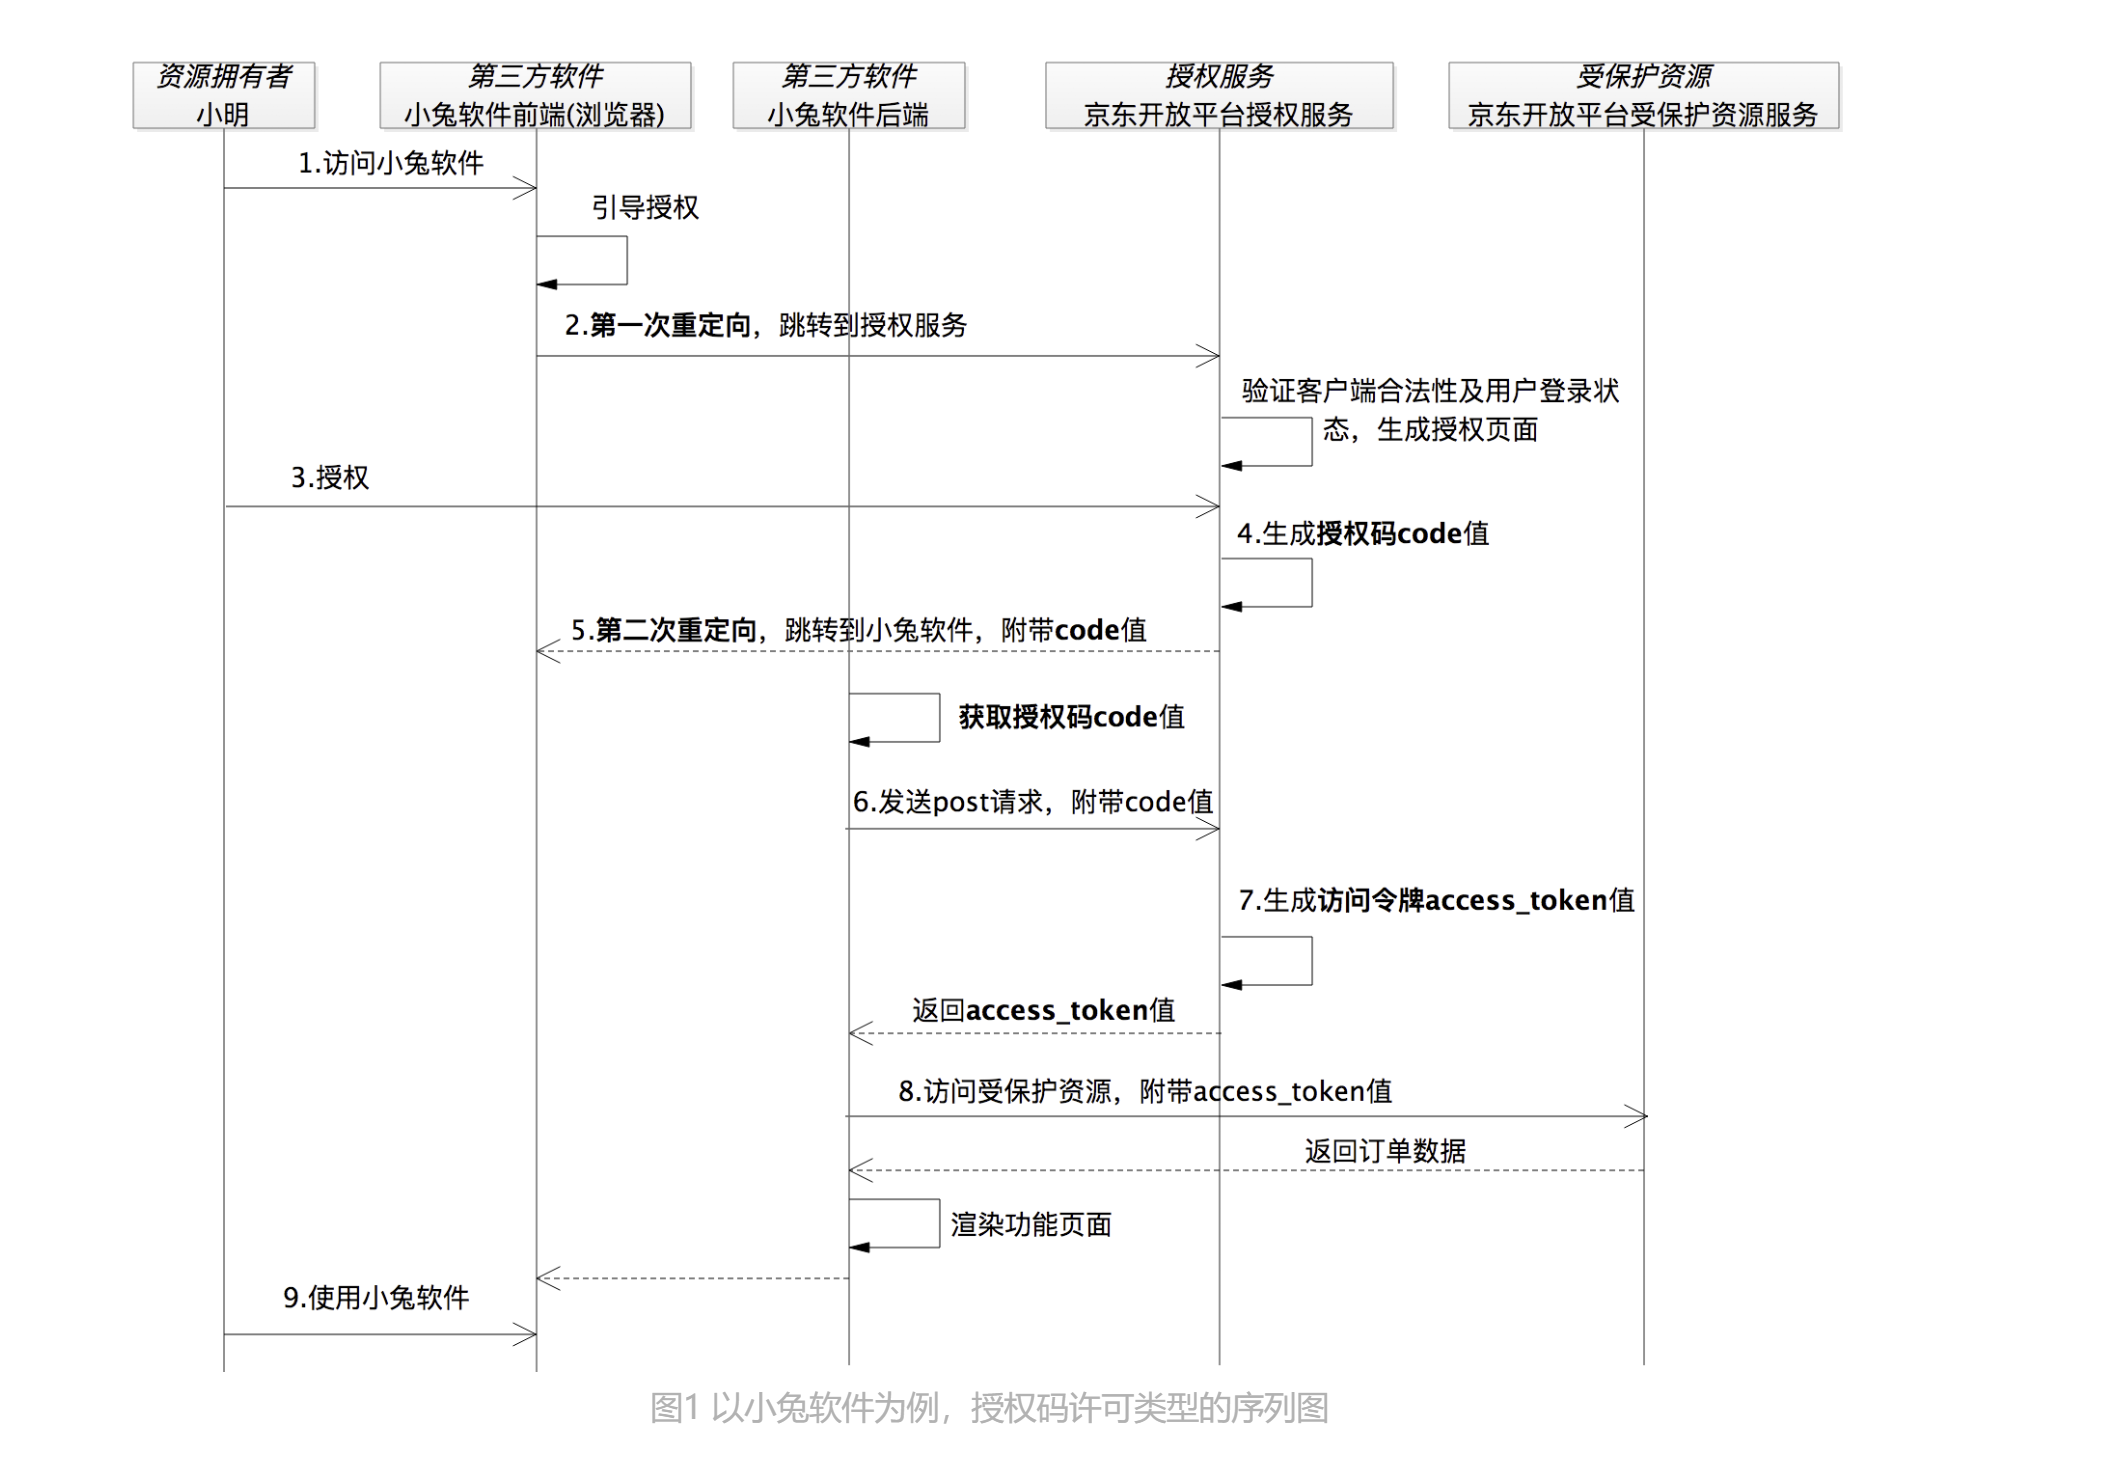 资源拥有者
小明
第三方软件
小兔软件前端(浏览器)
第三方软件
小兔软件后端
授权服务
京东开放平台授权服务
受保护资源
京东开放平台受保护资源服务
1.访问小兔软件
引导授权
2.第一次重定向，跳转到授权服务
验证客户端合法性及用户登录状
态，生成授权页面
3.授权
4.生成授权码code值
5.第二次重定向，跳转到小兔软件，附带code值
获取授权码code值
6.发送post请求，附带code值
7.生成访问令牌access_token值
返回access_token值
8.访问受保护资源，附带access_token值
返回订单数据
渲染功能页面
9.使用小兔软件
图1 以小兔软件为例，授权码许可类型的序列图